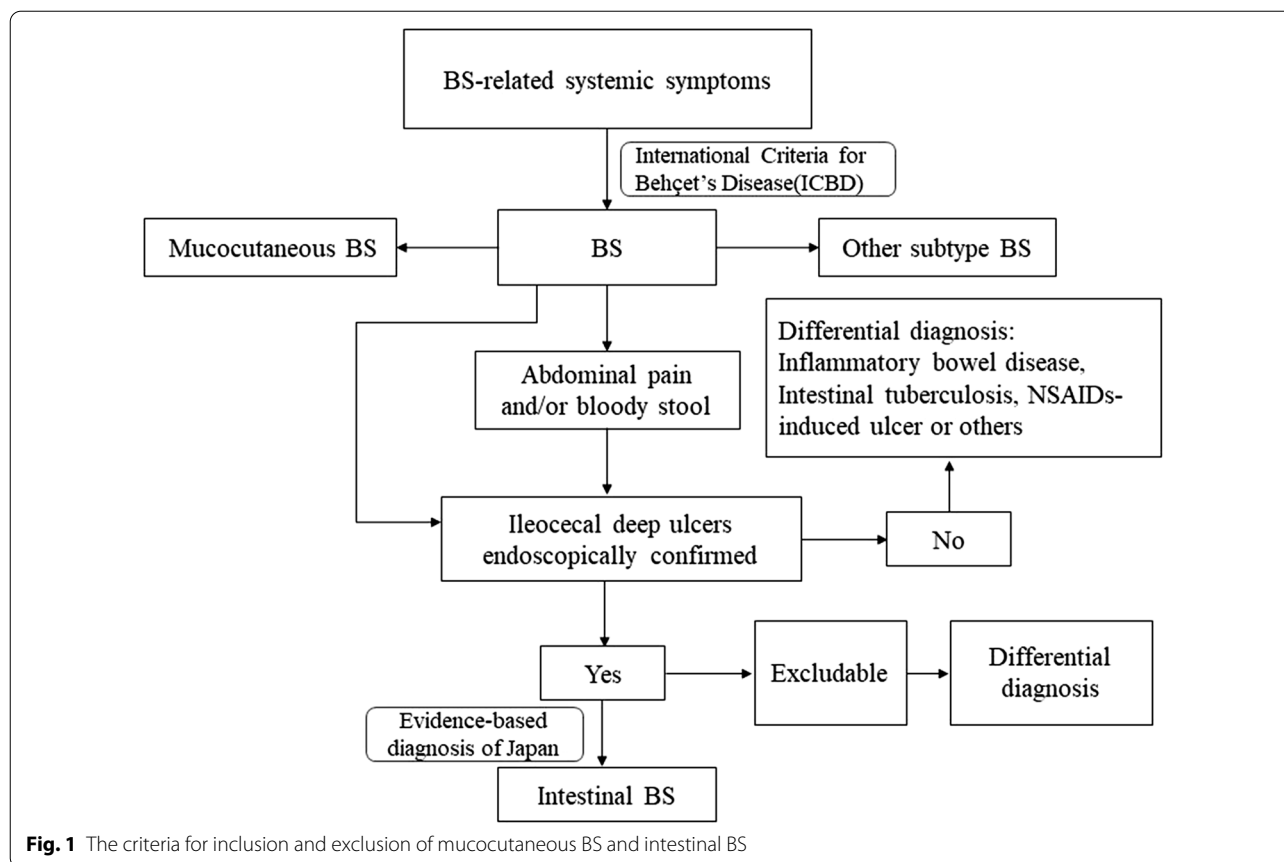 BS-related systemic symptoms
International Criteria for
Behçet's Disease(ICBD)
Mucocutaneous BS
BS
Other subtype BS
Abdominal pain
and/or bloody stool
Differential diagnosis:
Inflammatory bowel disease,
Intestinal tuberculosis, NSAIDs-
induced ulcer or others
Ileocecal deep ulcers
endoscopically confirmed
No
Yes
Excludable
Differential
diagnosis
Evidence-based
diagnosis of Japan
Intestinal BS
Fig. 1 The criteria for inclusion and exclusion of mucocutaneous BS and intestinal BS